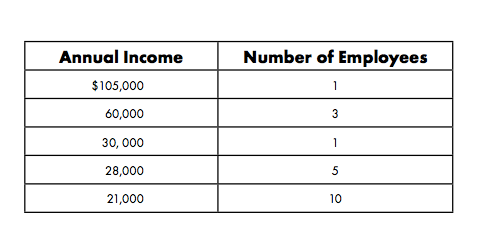 Annual Income Number of Employees
$105,000 1
60,000 3
30, 000 1
28,000 5
21,000 10